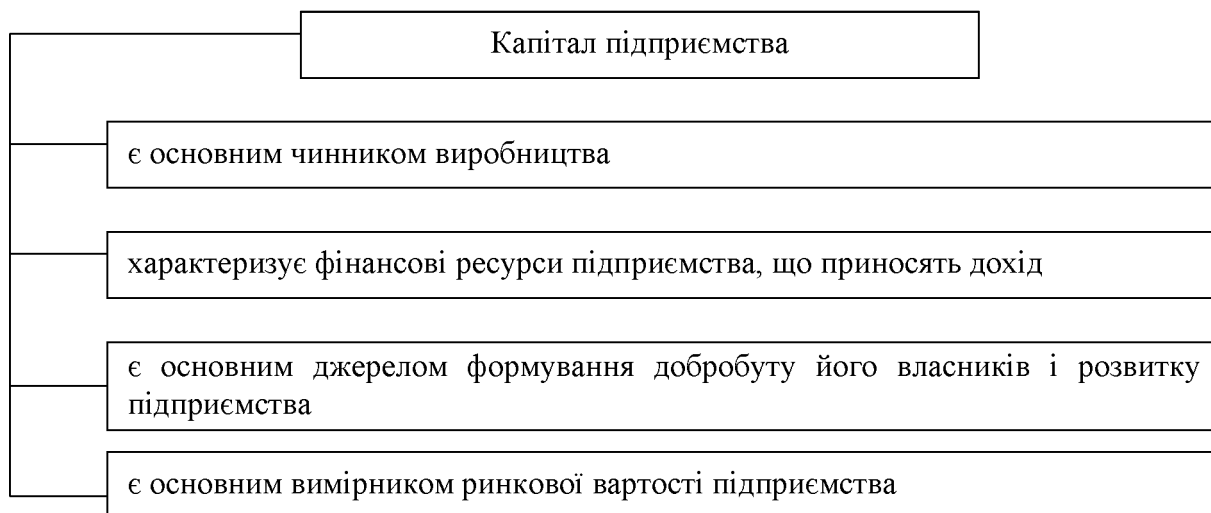 Капітал підприємства
є основним чинником виробництва
характеризує фінансові ресурси підприємства, що приносять дохід
є основним джерелом формування добробуту його власників і розвитку
підприємства
є основним вимірником ринкової вартості підприємства